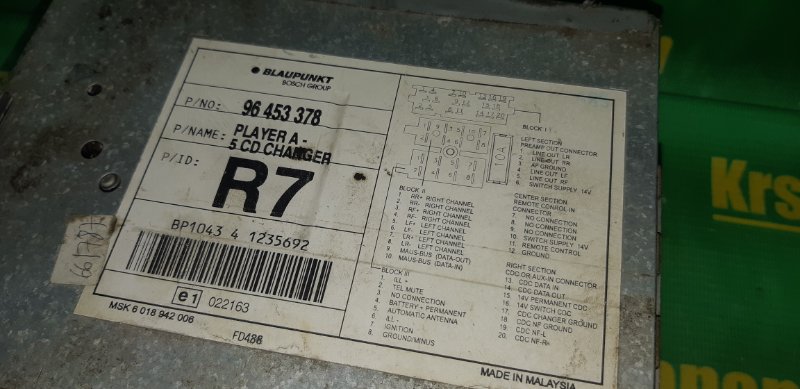 BLAUPUNKT
BOSCH GROUP
P/NO: 96 453 378
P/NAME: PLAYER A -
5 CD CHANGER
P/ID: R7
BP1043 4 1235692
e1 022163
MSK 6 018 942 006
FD486
10A
BLOCK I
LEFT SECTION
PREAMP OUT CONNECTOR
1. LINE OUT LR
2. LINE OUT RR
3. AF GROUND
4. LINE OUT LF
5. LINE OUT RF
6. SWITCH SUPPLY 14V
CENTER SECTION
REMOTE CONTROL IN
CONNECTOR
7. NO CONNECTION
8. NO CONNECTION
9. NO CONNECTION
10. SWITCH SUPPLY 14V
11. REMOTE CONTROL
12. GROUND
RIGHT SECTION
CDC OR AUX-IN CONNECTOR
13. CDC DATA IN
14. CDC DATA OUT
15. 14V PERMANENT CDC
16. 14V SWITCH CDC
17. CDC CHANGER GROUND
18. CDC NF GROUND
19. CDC NF-L
20. CDC NF-R
BLOCK II
1. RR+ RIGHT CHANNEL
2. RR- RIGHT CHANNEL
3. RF+ RIGHT CHANNEL
4. RF- RIGHT CHANNEL
5. LF+ LEFT CHANNEL
6. LF- LEFT CHANNEL
7. LR+ LEFT CHANNEL
8. LR- LEFT CHANNEL
9. MAUS-BUS (DATA-OUT)
10 MAUS-BUS (DATA-IN)
BLOCK III
1. ILL +
2. TEL MUTE
3. NO CONNECTION
4. BATTERY + PERMANENT
5. AUTOMATIC ANTENNA
6. ILL-
7. IGNITION
8. GROUND/MINUS
MADE IN MALAYSIA
Krs